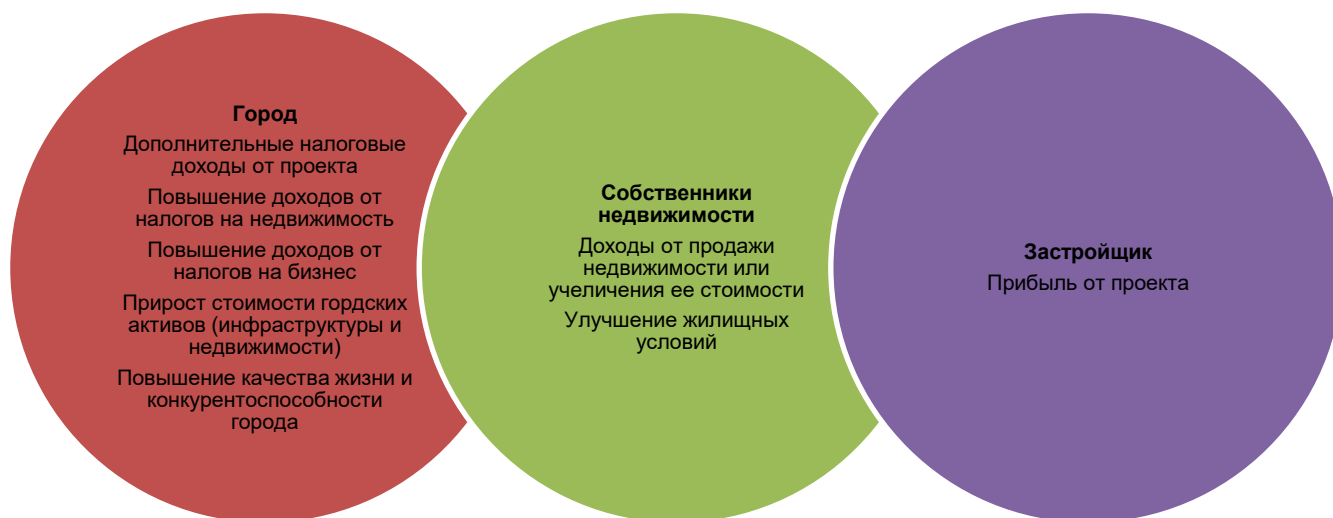 Город
Дополнительные налоговые
доходы от проекта
Повышение доходов от
налогов на недвижимость
Повышение доходов от
налогов на бизнес
Прирост стоимости гордских
активов (инфраструктуры и
недвижимости)
Повышение качества жизни и
конкурентоспособности
города
Собственники
недвижимости
Доходы от продажи
недвижимости или
учеличения ее стоимости
Улучшение жилищных
условий
Застройщик
Прибыль от проекта